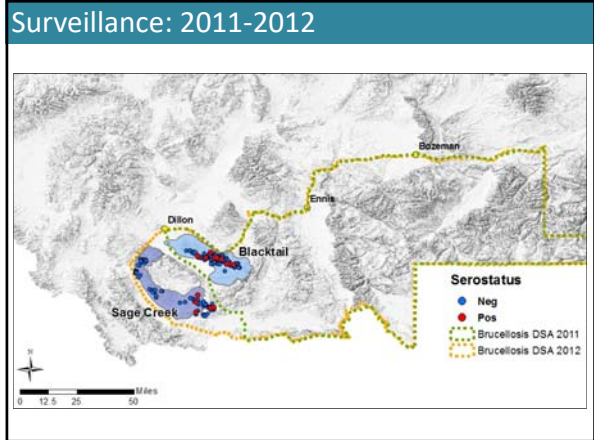 Surveillance: 2011-2012
Bozeman
Ennis
Dillon
Blacktail
Sage Creek
Serostatus
Neg
Pos
Brucellosis DSA 2011
Brucellosis DSA 2012
N
Miles
0 12.5 25 50